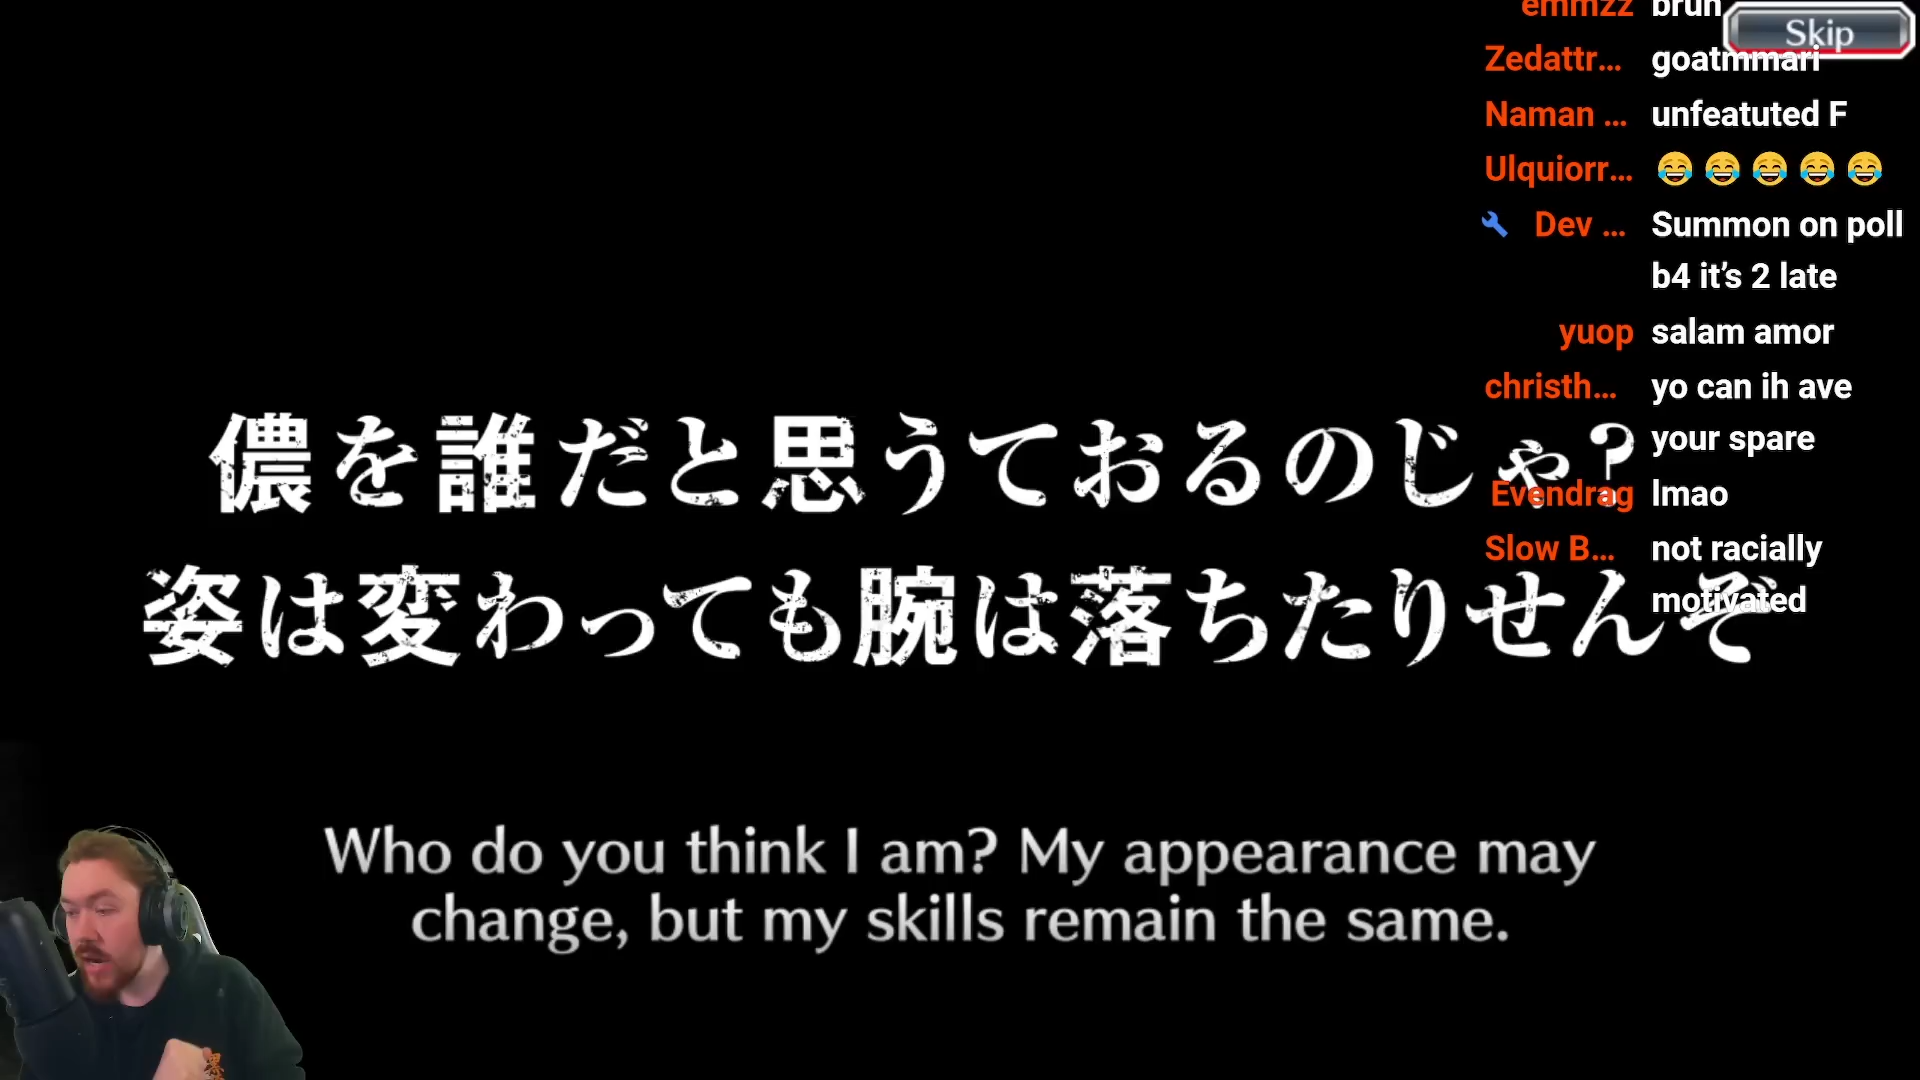 emmzz bruh
Skip
Zedattr... goatmmari
Naman ... unfeatuted F
Ulquiorr... 😂😂😂😂😂
Dev ... Summon on poll
b4 it's 2 late
yuop salam amor
christh... yo can ih ave
your spare
Evendrag lmao
Slow B... not racially
motivated
儂を誰だと思うておるのじゃ?
姿は変わっても腕は落ちたりせんぞ
Who do you think I am? My appearance may
change, but my skills remain the same.